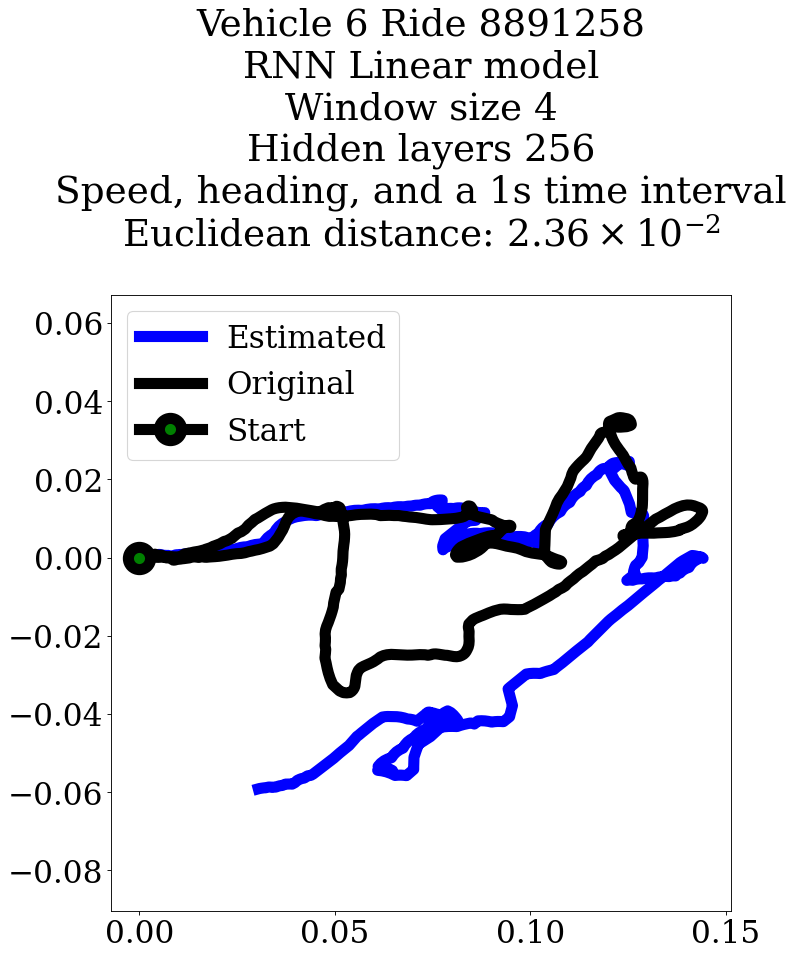 Vehicle 6 Ride 8891258
RNN Linear model
Window size 4
Hidden layers 256
Speed, heading, and a 1s time interval
Euclidean distance: 2.36 × 10⁻²
Estimated
Original
Start
0.06
0.04
0.02
0.00
−0.02
−0.04
−0.06
−0.08
0.00 0.05 0.10 0.15